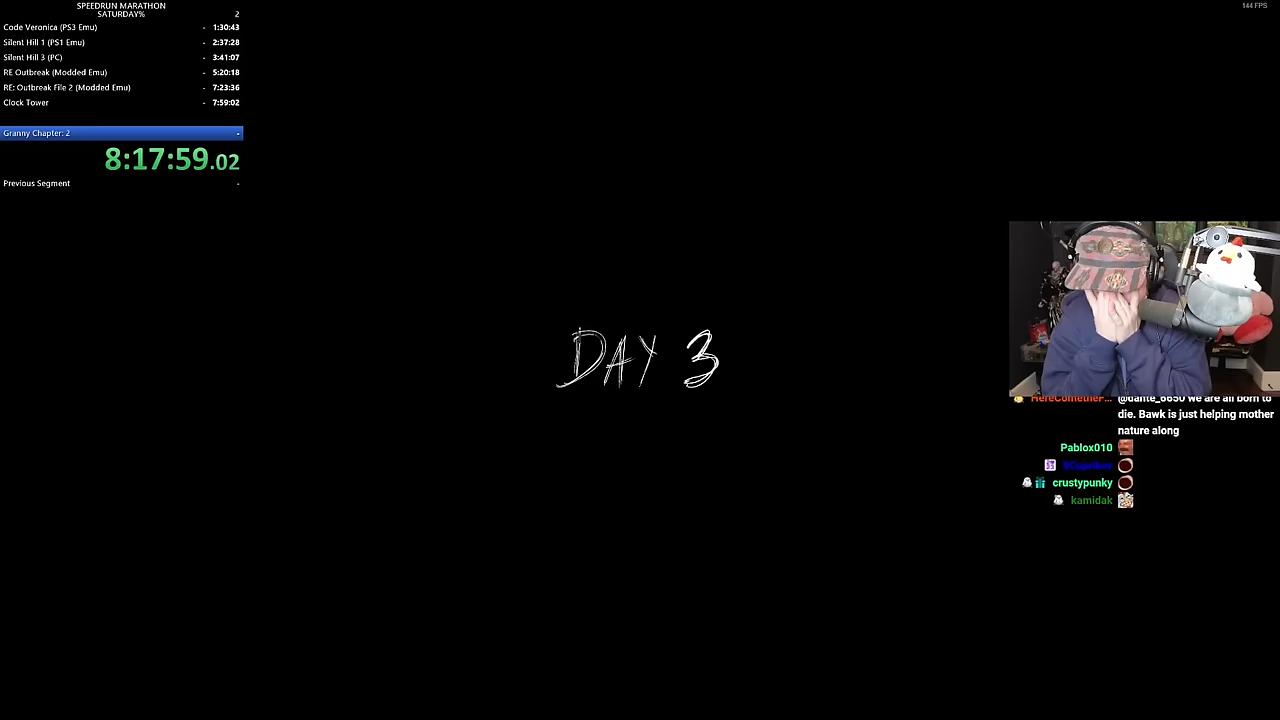 SPEEDRUN MARATHON
SATURDAY%
2
Code Veronica (PS3 Emu) - 1:30:43
Silent Hill 1 (PS1 Emu) - 2:37:28
Silent Hill 3 (PC) - 3:41:07
RE Outbreak (Modded Emu) - 5:20:18
RE: Outbreak File 2 (Modded Emu) - 7:23:36
Clock Tower - 7:59:02
Granny Chapter: 2 -
8:17:59.02
Previous Segment -
144 FPS
DAY 3
HereComeTheP... @dante_8650 we are all born to
die. Bawk is just helping mother
nature along
Pablox010
crustypunky
kamidak